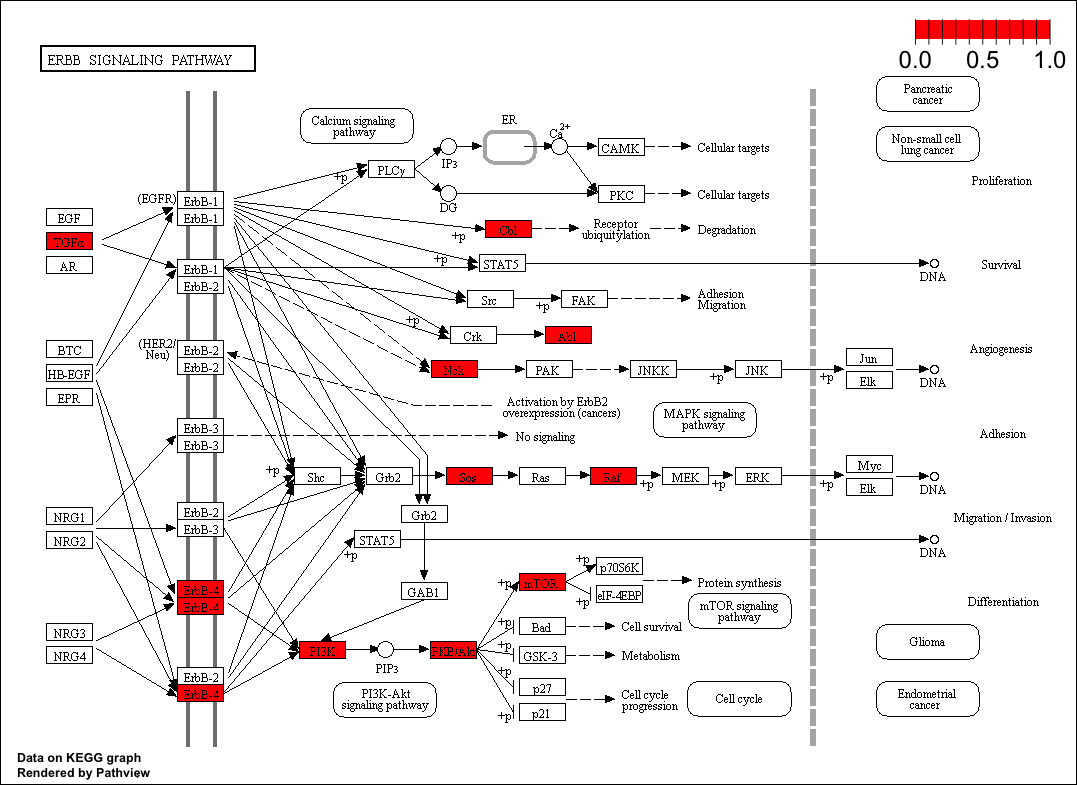 0.0 0.5 1.0
ERBB SIGNALING PATHWAY
Pancreatic
cancer
Non-small cell
lung cancer
Calcium signaling
pathway
ER
Ca2+
IP3
CAMK
Cellular targets
PLCγ
+p
DG
PKC
Cellular targets
Proliferation
(EGFR)
ErbB-1
ErbB-1
EGF
TGFα
AR
Cbl
+p
Receptor
ubiquitylation
Degradation
ErbB-1
ErbB-2
+p
STAT5
DNA
Survival
Src
+p
FAK
Adhesion
Migration
+p
Crk
Abl
(HER2/
Neu)
ErbB-2
ErbB-2
BTC
HB-EGF
EPR
Nck
PAK
JNKK
+p
JNK
+p
Jun
Elk
DNA
Angiogenesis
Activation by ErbB2
overexpression (cancers)
MAPK signaling
pathway
ErbB-3
ErbB-3
No signaling
Adhesion
+p
Shc
Grb2
Sos
Ras
Raf
+p
MEK
+p
ERK
+p
Myc
Elk
DNA
NRG1
NRG2
ErbB-2
ErbB-3
Grb2
Migration / Invasion
STAT5
+p
DNA
ErbB-4
ErbB-4
GAB1
+p
mTOR
+p
p70S6K
+p
eIF-4EBP
Protein synthesis
mTOR signaling
pathway
Differentiation
NRG3
NRG4
PI3K
PIP3
PKB/Akt
+p
Bad
Cell survival
+p
GSK-3
Metabolism
Glioma
ErbB-2
ErbB-4
PI3K-Akt
signaling pathway
+p
p27
+p
p21
Cell cycle
progression
Cell cycle
Endometrial
cancer
Data on KEGG graph
Rendered by Pathview